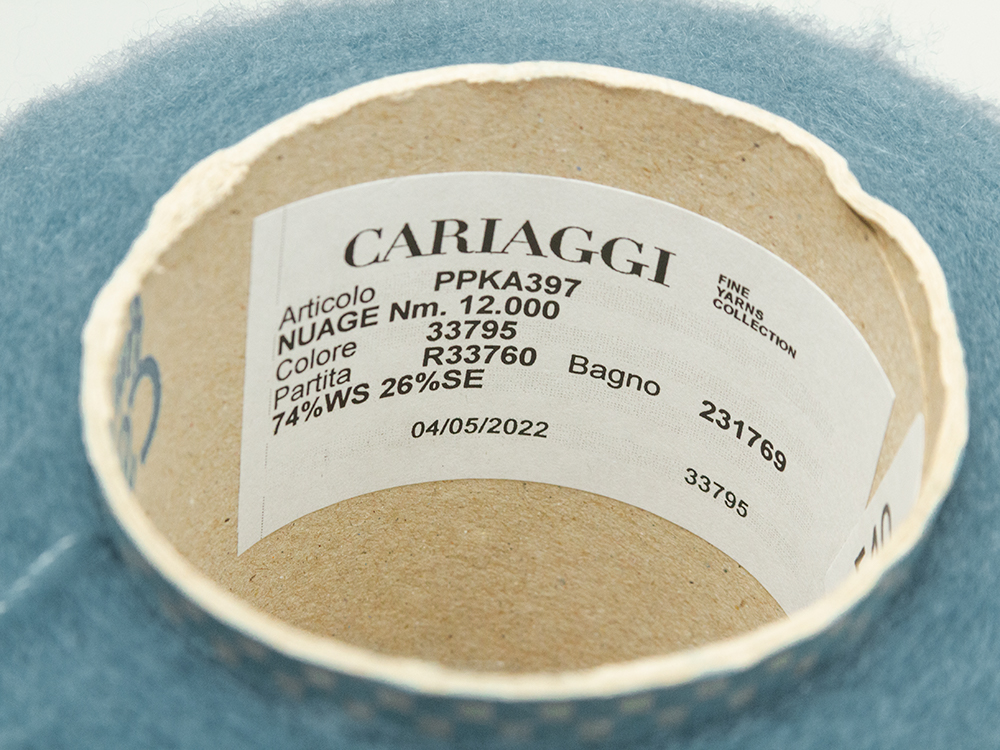 CARIAGGI
FINE
YARNS
COLLECTION
Articolo PPKA397
NUAGE Nm. 12.000
Colore 33795
Partita R33760 Bagno 231769
74%WS 26%SE
04/05/2022
33795